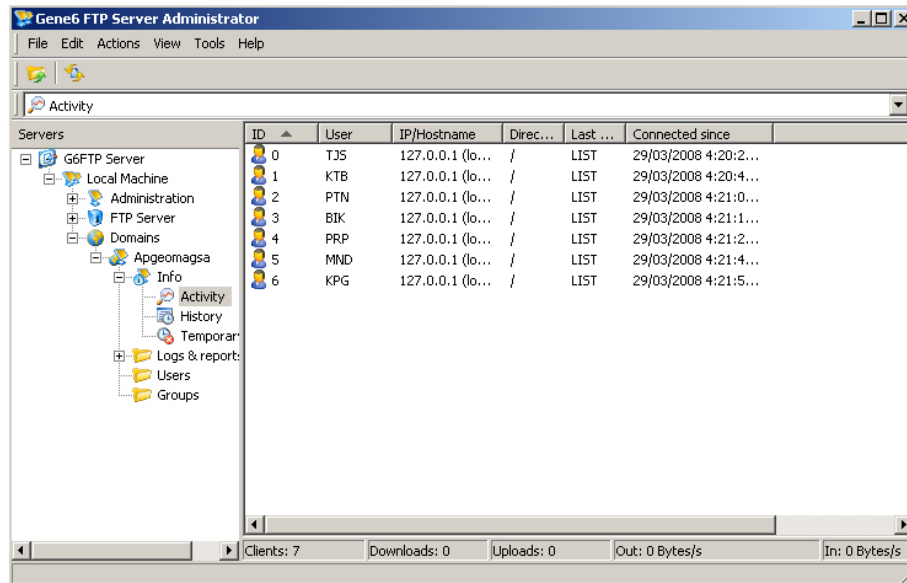 Gene6 FTP Server Administrator
File Edit Actions View Tools Help
Activity
Servers
G6FTP Server
Local Machine
Administration
FTP Server
Domains
Apgeomagsa
Info
Activity
History
Temporar
Logs & report
Users
Groups
ID User IP/Hostname Direc... Last ... Connected since
0 TJS 127.0.0.1 (lo... / LIST 29/03/2008 4:20:2...
1 KTB 127.0.0.1 (lo... / LIST 29/03/2008 4:20:4...
2 PTN 127.0.0.1 (lo... / LIST 29/03/2008 4:21:0...
3 BIK 127.0.0.1 (lo... / LIST 29/03/2008 4:21:1...
4 PRP 127.0.0.1 (lo... / LIST 29/03/2008 4:21:2...
5 MND 127.0.0.1 (lo... / LIST 29/03/2008 4:21:4...
6 KPG 127.0.0.1 (lo... / LIST 29/03/2008 4:21:5...
Clients: 7 Downloads: 0 Uploads: 0 Out: 0 Bytes/s In: 0 Bytes/s